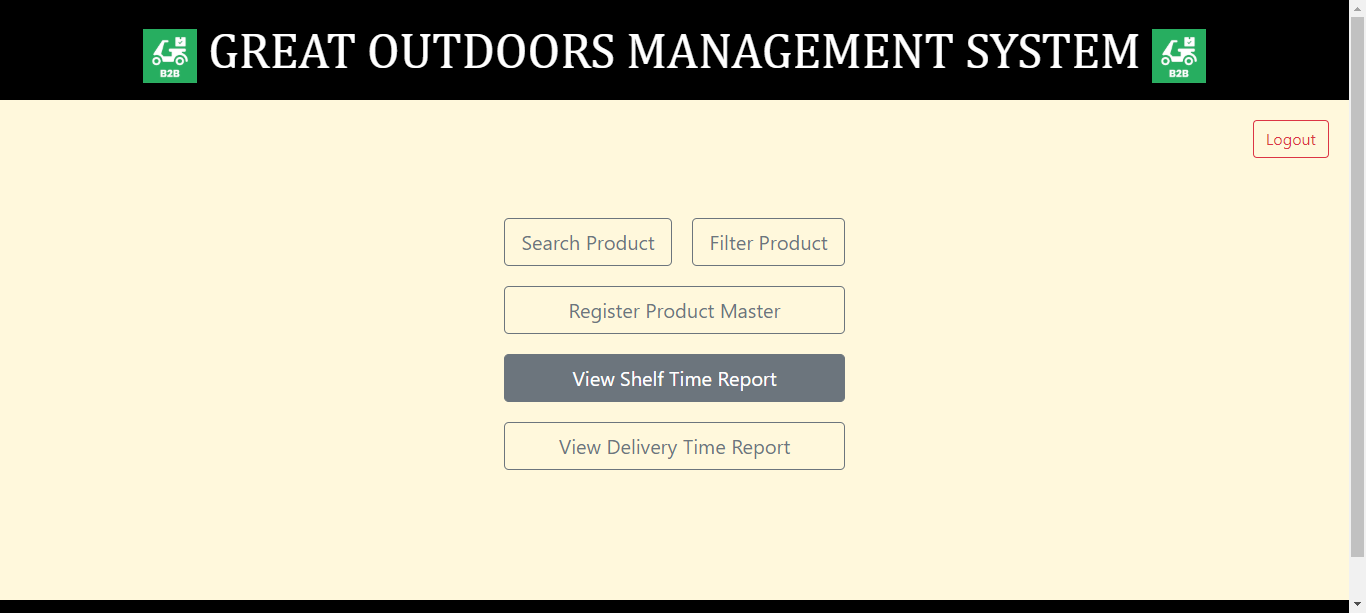 B2B GREAT OUTDOORS MANAGEMENT SYSTEM B2B
Logout
Search Product Filter Product
Register Product Master
View Shelf Time Report
View Delivery Time Report